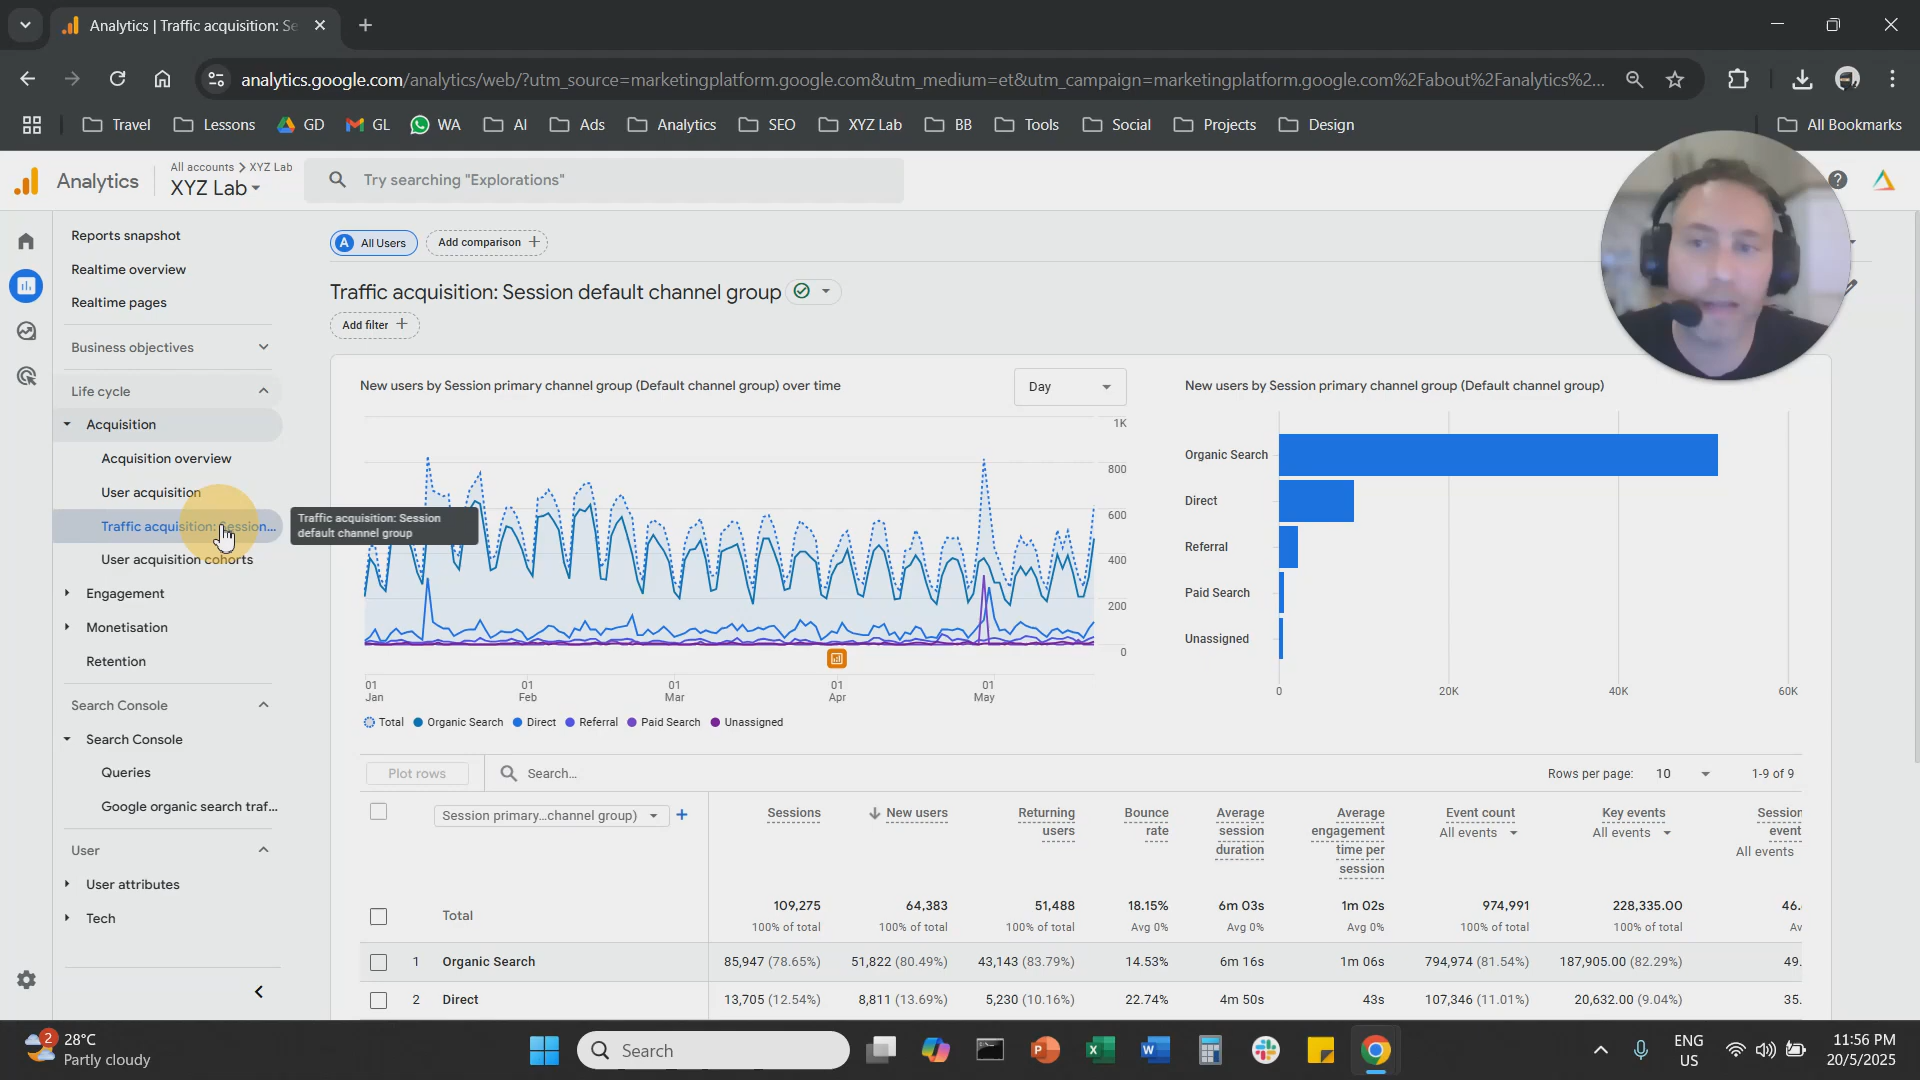 Analytics | Traffic acquisition: Se
analytics.google.com/analytics/web/?utm_source=marketingplatform.google.com&utm_medium=et&utm_campaign=marketingplatform.google.com%2Fabout%2Fanalytics%2...
Travel
Lessons
GD
GL
WA
AI
Ads
Analytics
SEO
XYZ Lab
BB
Tools
Social
Projects
Design
All Bookmarks
Analytics
All accounts > XYZ Lab
XYZ Lab
Try searching "Explorations"
Reports snapshot
Realtime overview
Realtime pages
Business objectives
Life cycle
Acquisition
Acquisition overview
User acquisition
Traffic acquisition: Session...
User acquisition cohorts
Engagement
Monetisation
Retention
Search Console
Search Console
Queries
Google organic search traf...
User
User attributes
Tech
Traffic acquisition: Session
default channel group
A All Users
Add comparison +
Traffic acquisition: Session default channel group
Add filter +
New users by Session primary channel group (Default channel group) over time
Day
1K
800
600
400
200
0
01
Jan
01
Feb
01
Mar
01
Apr
01
May
Total
Organic Search
Direct
Referral
Paid Search
Unassigned
New users by Session primary channel group (Default channel group)
Organic Search
Direct
Referral
Paid Search
Unassigned
0
20K
40K
60K
Plot rows
Search...
Rows per page: 10
1-9 of 9
Session primary...channel group)
Sessions
New users
Returning
users
Bounce
rate
Average
session
duration
Average
engagement
time per
session
Event count
All events
Key events
All events
Session
event
All events
Total
109,275
100% of total
64,383
100% of total
51,488
100% of total
18.15%
Avg 0%
6m 03s
Avg 0%
1m 02s
Avg 0%
974,991
100% of total
228,335.00
100% of total
46.
Av
1 Organic Search 85,947 (78.65%) 51,822 (80.49%) 43,143 (83.79%) 14.53% 6m 16s 1m 06s 794,974 (81.54%) 187,905.00 (82.29%) 49.
2 Direct 13,705 (12.54%) 8,811 (13.69%) 5,230 (10.16%) 22.74% 4m 50s 43s 107,346 (11.01%) 20,632.00 (9.04%) 35.
2
28°C
Partly cloudy
Search
ENG
US
11:56 PM
20/5/2025